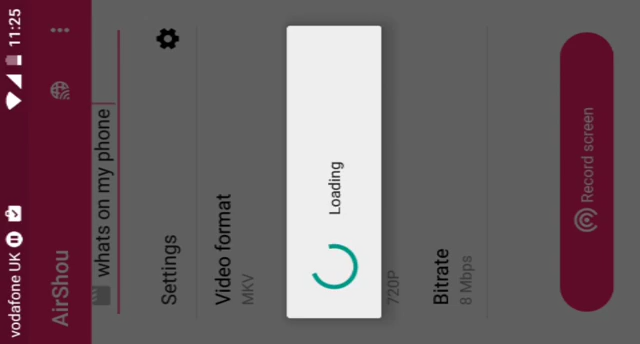 vodafone UK 11:25
AirShou
whats on my phone
Settings
Video format
MKV
Loading
720P
Bitrate
8 Mbps
Record screen